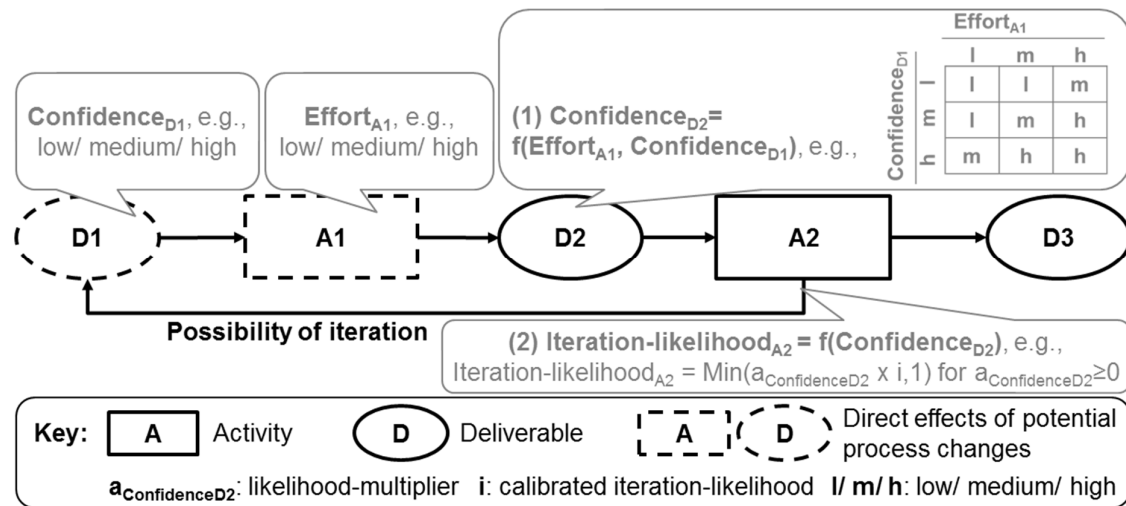 Effort_A1
l m h
Confidence_D1
l l l m
m l m h
h m h h
Confidence_D1, e.g.,
low/ medium/ high
Effort_A1, e.g.,
low/ medium/ high
(1) Confidence_D2=
f(Effort_A1, Confidence_D1), e.g.,
D1
A1
D2
A2
D3
Possibility of iteration
(2) Iteration-likelihood_A2 = f(Confidence_D2), e.g.,
Iteration-likelihood_A2 = Min(a_ConfidenceD2 x i,1) for a_ConfidenceD2≥0
Key:
A
Activity
D
Deliverable
A
D
Direct effects of potential
process changes
a_ConfidenceD2: likelihood-multiplier i: calibrated iteration-likelihood l/ m/ h: low/ medium/ high